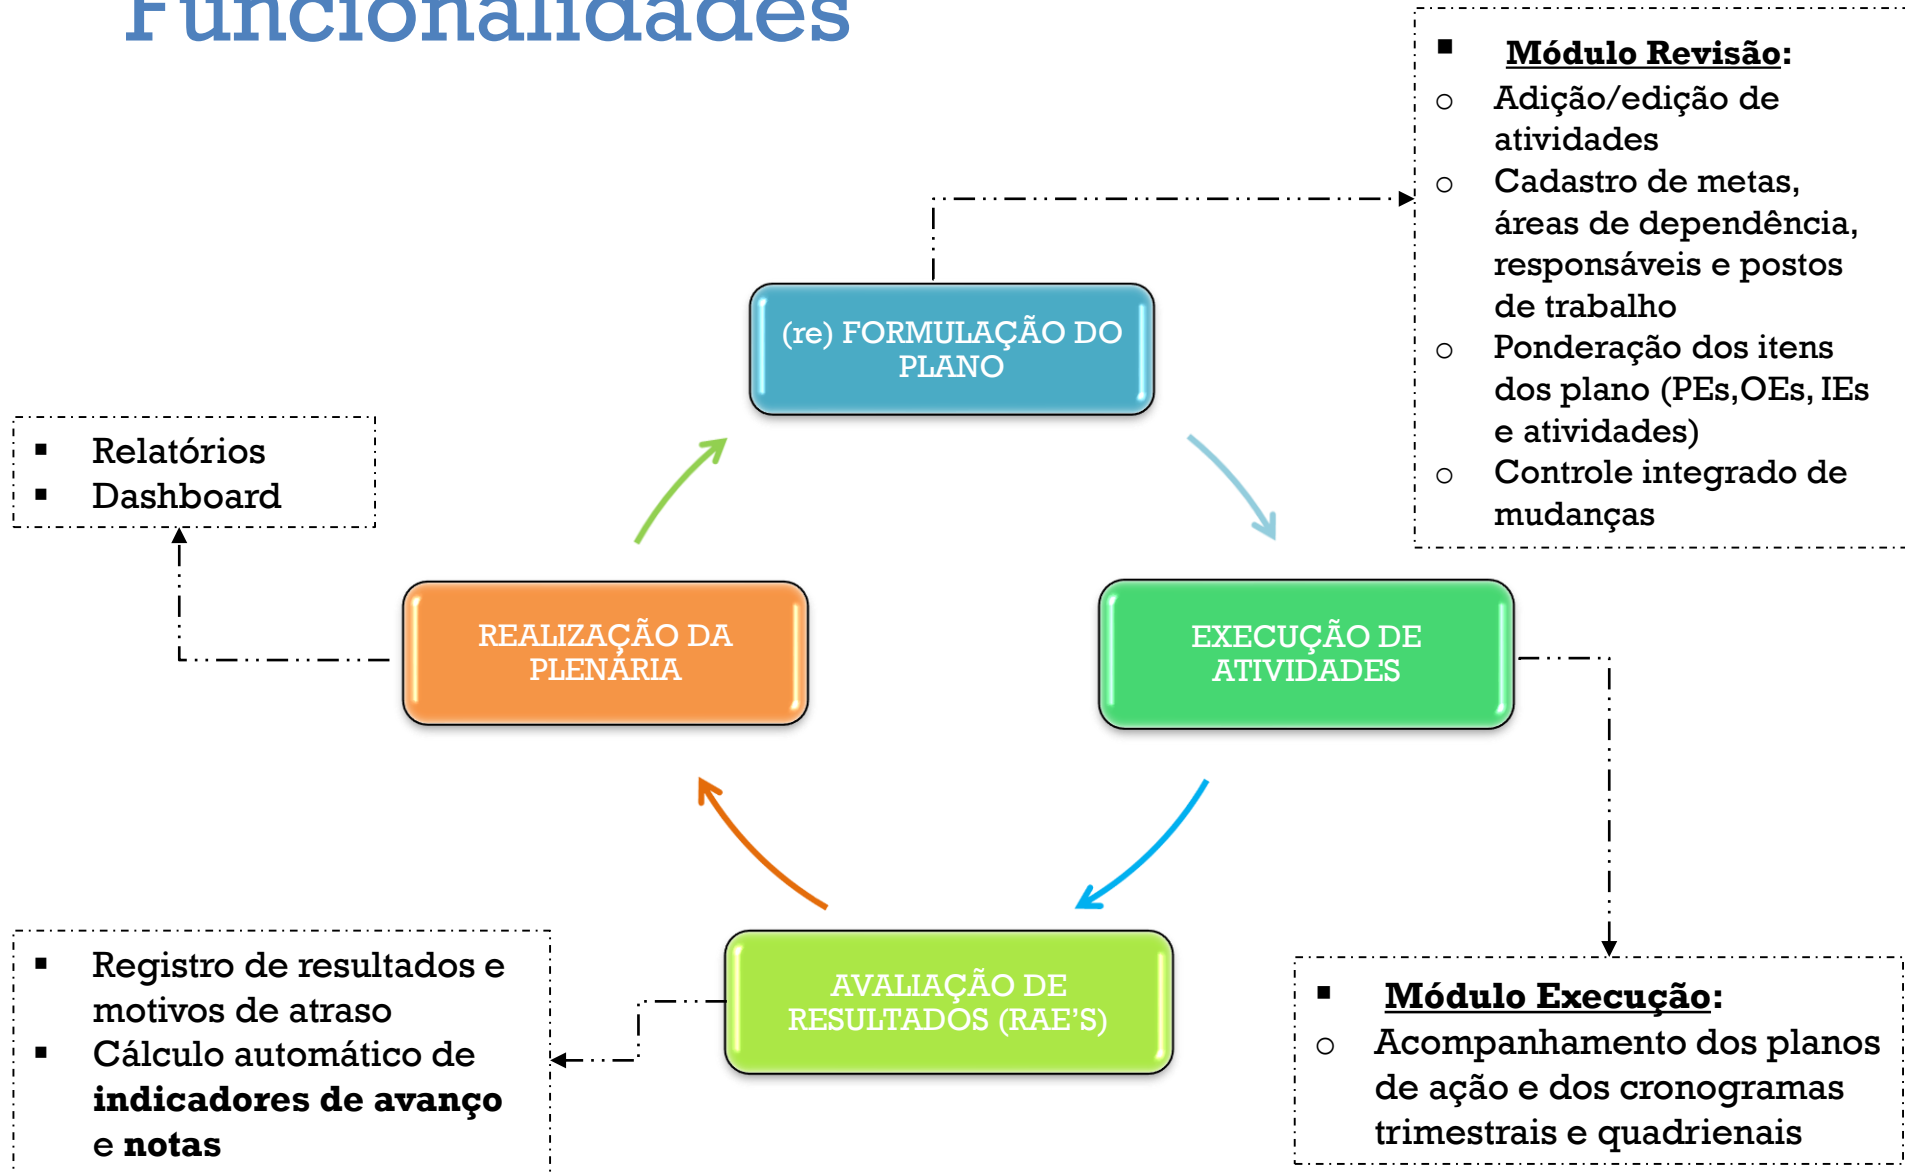 Funcionalidades
▪ Módulo Revisão:
o Adição/edição de
atividades
o Cadastro de metas,
áreas de dependência,
responsáveis e postos
de trabalho
o Ponderação dos itens
dos plano (PEs,OEs, IEs
e atividades)
o Controle integrado de
mudanças
(re) FORMULAÇÃO DO
PLANO
▪ Relatórios
▪ Dashboard
REALIZAÇÃO DA
PLENÁRIA
EXECUÇÃO DE
ATIVIDADES
AVALIAÇÃO DE
RESULTADOS (RAE’S)
▪ Registro de resultados e
motivos de atraso
▪ Cálculo automático de
indicadores de avanço
e notas
▪ Módulo Execução:
o Acompanhamento dos planos
de ação e dos cronogramas
trimestrais e quadrienais